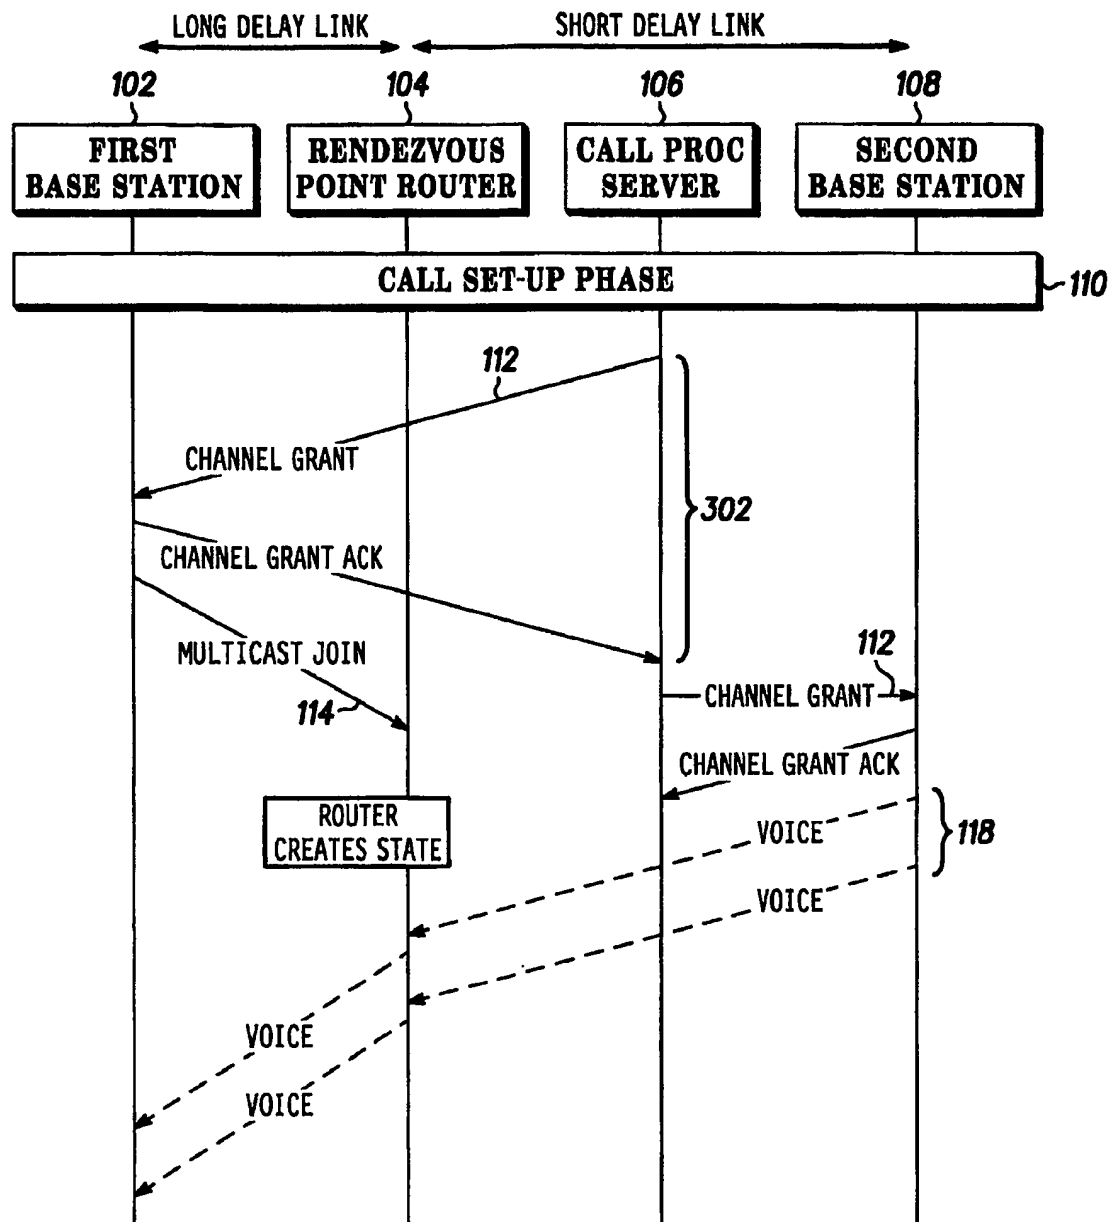 LONG DELAY LINK
SHORT DELAY LINK
102
104
106
108
FIRST
BASE STATION
RENDEZVOUS
POINT ROUTER
CALL PROC
SERVER
SECOND
BASE STATION
CALL SET-UP PHASE
110
112
CHANNEL GRANT
302
CHANNEL GRANT ACK
MULTICAST JOIN
114
112
CHANNEL GRANT
CHANNEL GRANT ACK
ROUTER
CREATES STATE
VOICE
118
VOICE
VOICE
VOICE